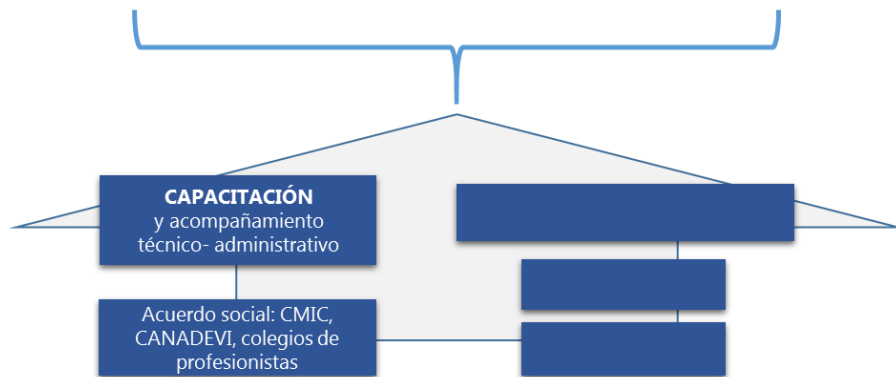 CAPACITACIÓN
y acompañamiento
técnico- administrativo
Acuerdo social: CMIC,
CANADEVI, colegios de
profesionistas